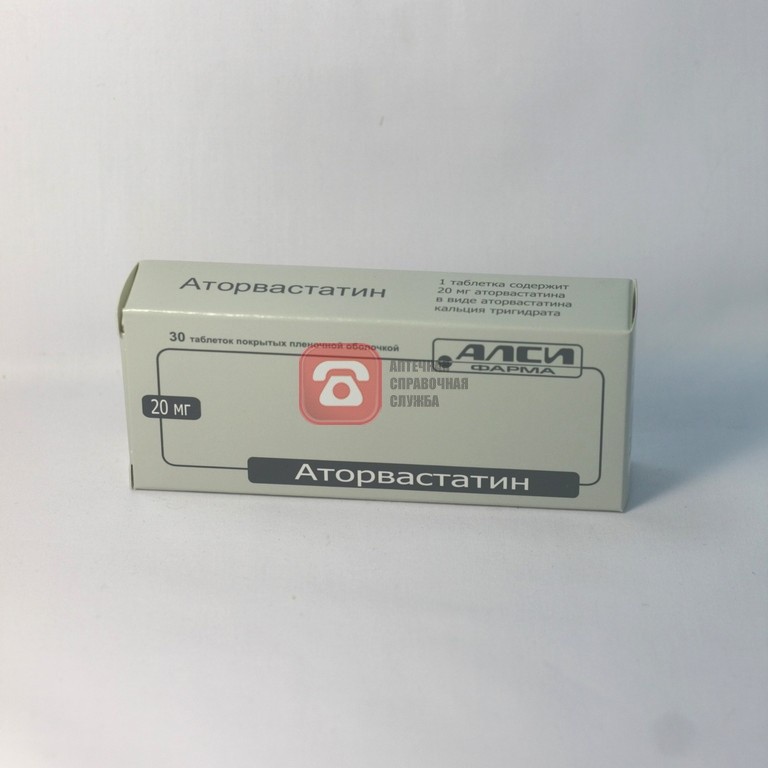 Аторвастатин
1 таблетка содержит
20 мг аторвастатина
в виде аторвастатина
кальция тригидрата
30 таблеток покрытых пленочной оболочкой
АЛСИ
ФАРМА
АПТЕЧНАЯ
СПРАВОЧНАЯ
СЛУЖБА
20 мг
Аторвастатин